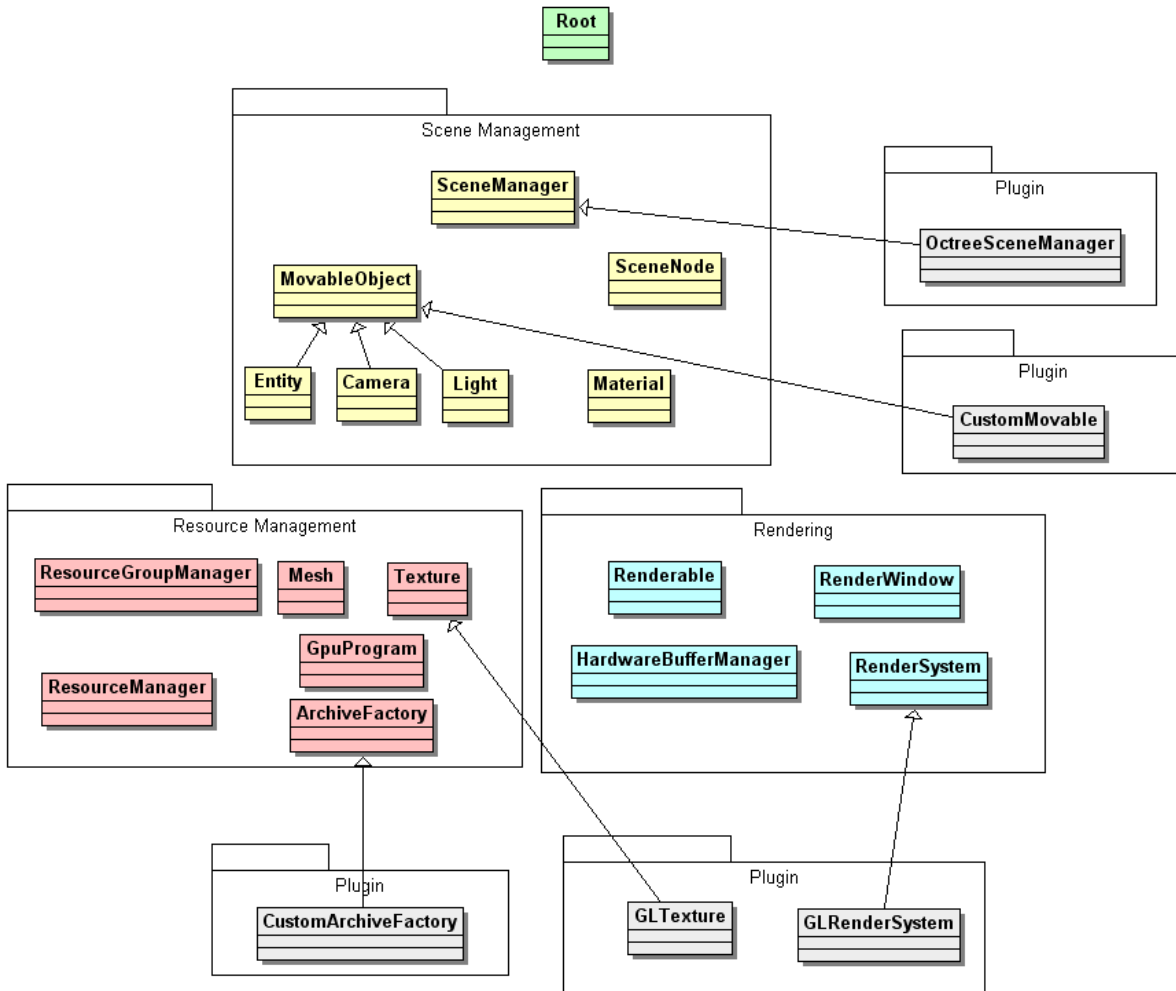 Root
Scene Management
SceneManager
Plugin
OctreeSceneManager
MovableObject
SceneNode
Entity
Camera
Light
Material
Plugin
CustomMovable
Resource Management
ResourceGroupManager
Mesh
Texture
GpuProgram
ResourceManager
ArchiveFactory
Rendering
Renderable
RenderWindow
HardwareBufferManager
RenderSystem
Plugin
CustomArchiveFactory
Plugin
GLTexture
GLRenderSystem